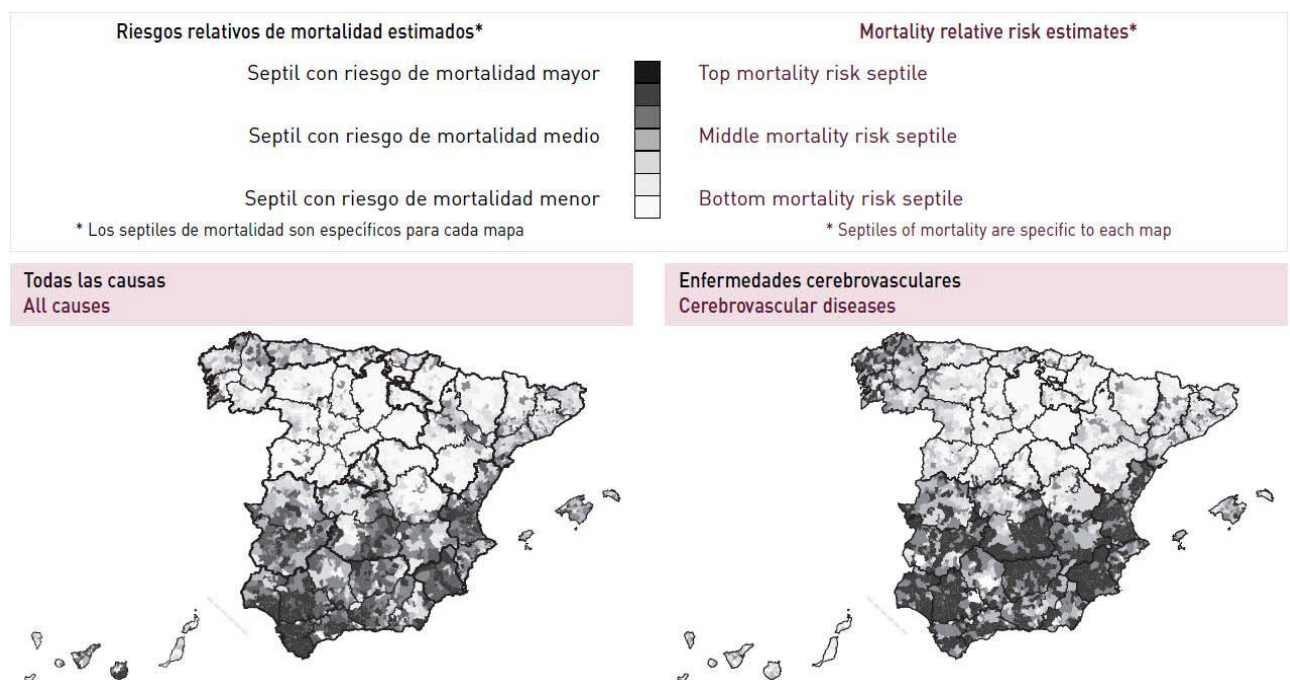 Riesgos relativos de mortalidad estimados*
Septil con riesgo de mortalidad mayor
Septil con riesgo de mortalidad medio
Septil con riesgo de mortalidad menor
* Los septiles de mortalidad son específicos para cada mapa
Mortality relative risk estimates*
Top mortality risk septile
Middle mortality risk septile
Bottom mortality risk septile
* Septiles of mortality are specific to each map
Todas las causas
All causes
Enfermedades cerebrovasculares
Cerebrovascular diseases